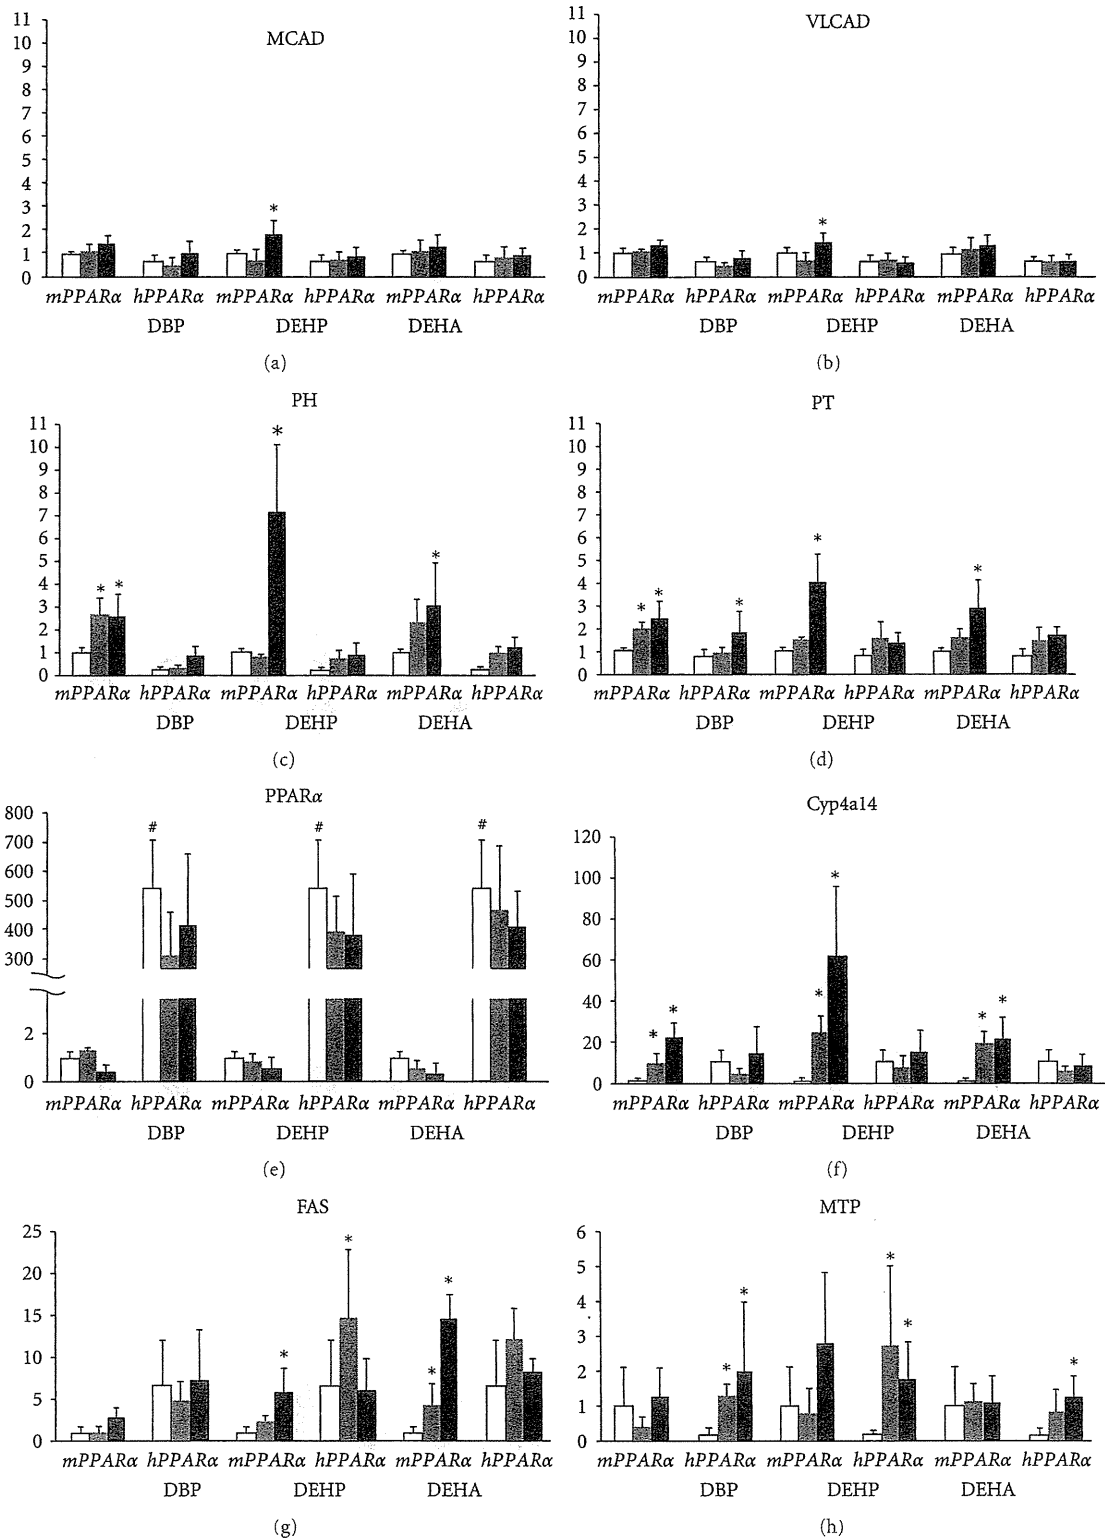 MCAD
11
10
9
8
7
6
5
4
3
2
1
0
*
mPPARα hPPARα mPPARα hPPARα mPPARα hPPARα
DBP DEHP DEHA
(a)
VLCAD
11
10
9
8
7
6
5
4
3
2
1
0
*
mPPARα hPPARα mPPARα hPPARα mPPARα hPPARα
DBP DEHP DEHA
(b)
PH
11
10
9
8
7
6
5
4
3
2
1
0
* * * *
mPPARα hPPARα mPPARα hPPARα mPPARα hPPARα
DBP DEHP DEHA
(c)
PT
11
10
9
8
7
6
5
4
3
2
1
0
* * * * *
mPPARα hPPARα mPPARα hPPARα mPPARα hPPARα
DBP DEHP DEHA
(d)
PPARα
800
700
600
500
400
300
2
0
# # #
mPPARα hPPARα mPPARα hPPARα mPPARα hPPARα
DBP DEHP DEHA
(e)
Cyp4a14
120
100
80
60
40
20
0
* * * * * *
mPPARα hPPARα mPPARα hPPARα mPPARα hPPARα
DBP DEHP DEHA
(f)
FAS
25
20
15
10
5
0
* * * *
mPPARα hPPARα mPPARα hPPARα mPPARα hPPARα
DBP DEHP DEHA
(g)
MTP
6
5
4
3
2
1
0
* * * * *
mPPARα hPPARα mPPARα hPPARα mPPARα hPPARα
DBP DEHP DEHA
(h)